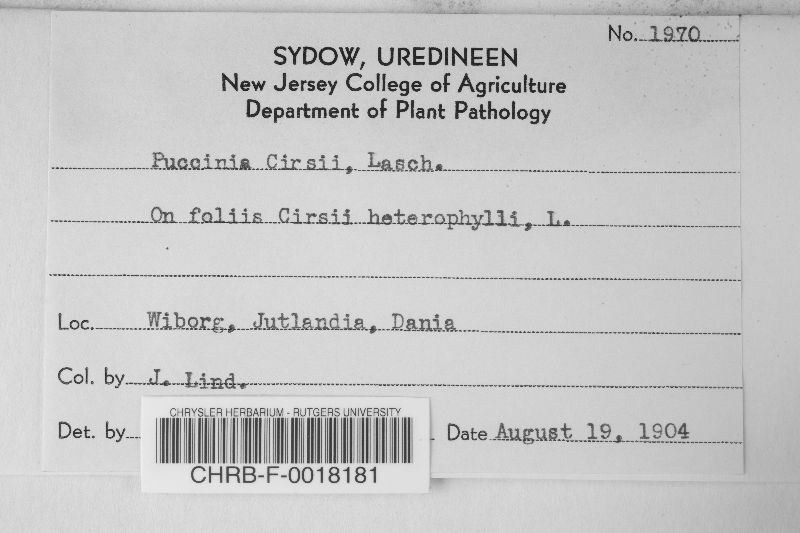 No. 1970
SYDOW, UREDINEEN
New Jersey College of Agriculture
Department of Plant Pathology
Puccinia Cirsii, Lasch.
On foliis Cirsii heterophylli, L.
Loc. Wiborg, Jutlandia, Dania
Col. by J. Lind.
Det. by Date August 19, 1904
CHRYSLER HERBARIUM - RUTGERS UNIVERSITY
CHRB-F-0018181